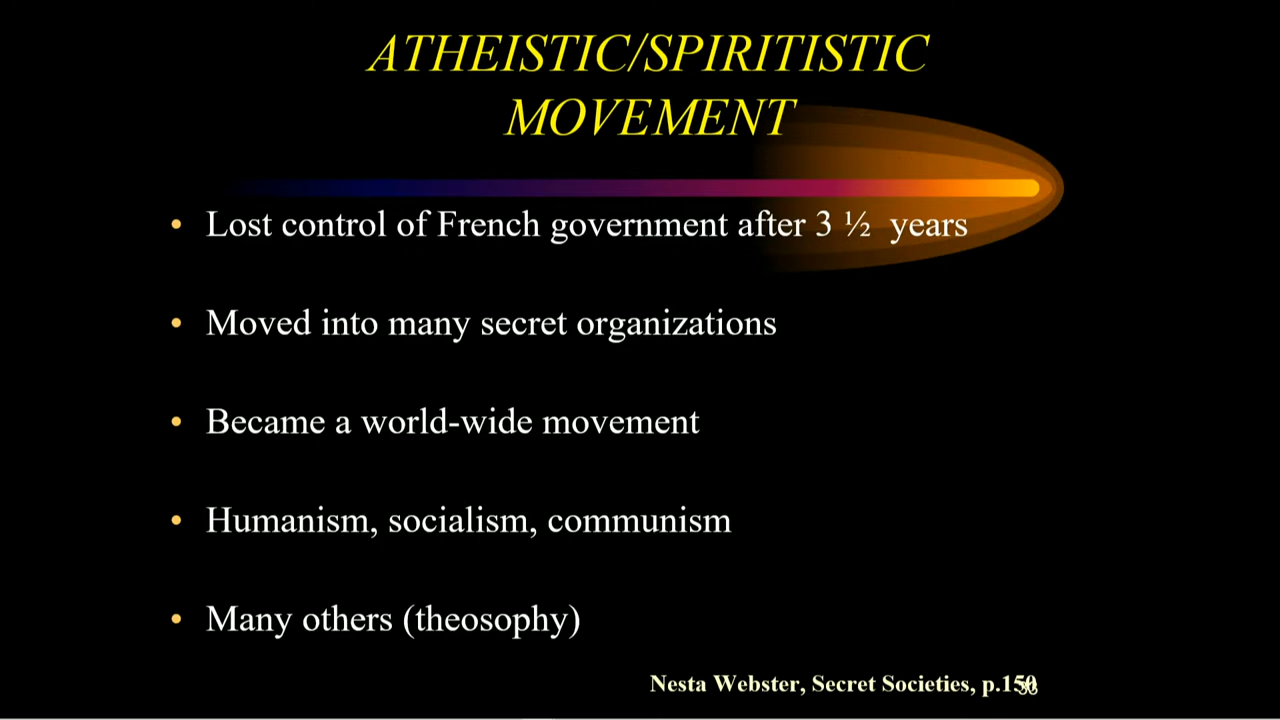 ATHEISTIC/SPIRITISTIC
MOVEMENT
• Lost control of French government after 3 ½ years
• Moved into many secret organizations
• Became a world-wide movement
• Humanism, socialism, communism
• Many others (theosophy)
Nesta Webster, Secret Societies,